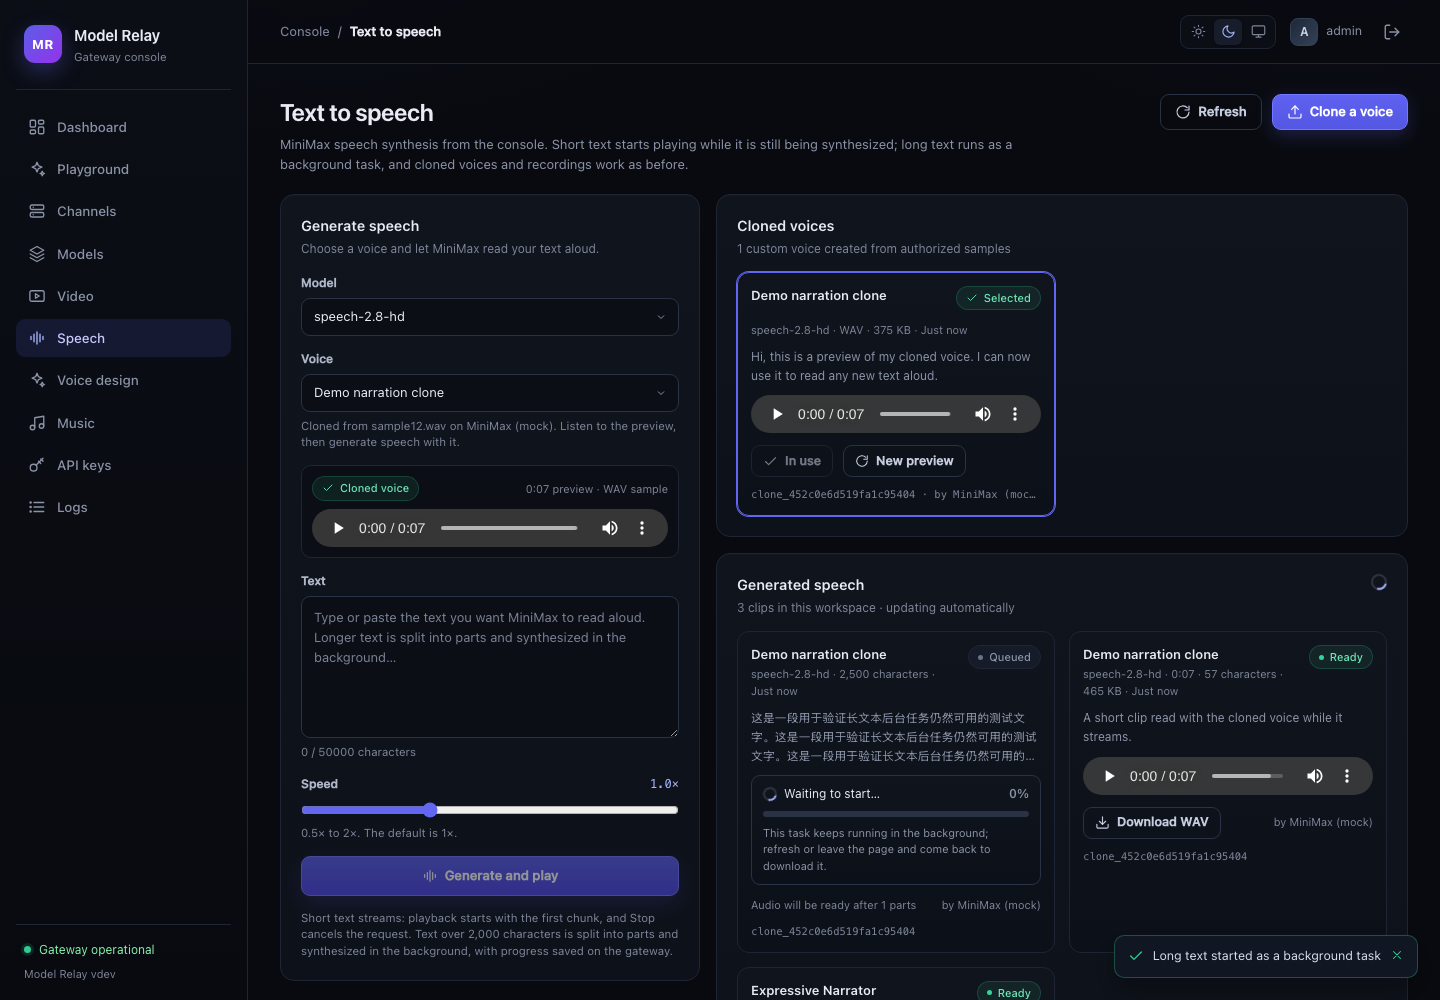 MR
Model Relay
Gateway console
Dashboard
Playground
Channels
Models
Video
Speech
Voice design
Music
API keys
Logs
Gateway operational
Model Relay vdev
Console / Text to speech
A
admin
Text to speech
Refresh
Clone a voice
MiniMax speech synthesis from the console. Short text starts playing while it is still being synthesized; long text runs as a
background task, and cloned voices and recordings work as before.
Generate speech
Choose a voice and let MiniMax read your text aloud.
Model
speech-2.8-hd
Voice
Demo narration clone
Cloned from sample12.wav on MiniMax (mock). Listen to the preview,
then generate speech with it.
Cloned voice
0:07 preview · WAV sample
0:00 / 0:07
Text
Type or paste the text you want MiniMax to read aloud.
Longer text is split into parts and synthesized in the
background...
0 / 50000 characters
Speed
1.0×
0.5× to 2×. The default is 1×.
Generate and play
Short text streams: playback starts with the first chunk, and Stop
cancels the request. Text over 2,000 characters is split into parts and
synthesized in the background, with progress saved on the gateway.
Cloned voices
1 custom voice created from authorized samples
Demo narration clone
Selected
speech-2.8-hd · WAV · 375 KB · Just now
Hi, this is a preview of my cloned voice. I can now
use it to read any new text aloud.
0:00 / 0:07
In use
New preview
clone_452c0e6d519fa1c95404 · by MiniMax (moc…
Generated speech
3 clips in this workspace · updating automatically
Demo narration clone
Queued
speech-2.8-hd · 2,500 characters ·
Just now
这是一段用于验证长文本后台任务仍然可用的测试文
字。这是一段用于验证长文本后台任务仍然可用的测试
文字。这是一段用于验证长文本后台任务仍然可用的...
Waiting to start...
0%
This task keeps running in the background;
refresh or leave the page and come back to
download it.
Audio will be ready after 1 parts
by MiniMax (mock)
clone_452c0e6d519fa1c95404
Demo narration clone
Ready
speech-2.8-hd · 0:07 · 57 characters ·
465 KB · Just now
A short clip read with the cloned voice while it
streams.
0:00 / 0:07
Download WAV
by MiniMax (mock)
clone_452c0e6d519fa1c95404
Expressive Narrator
Ready
Long text started as a background task